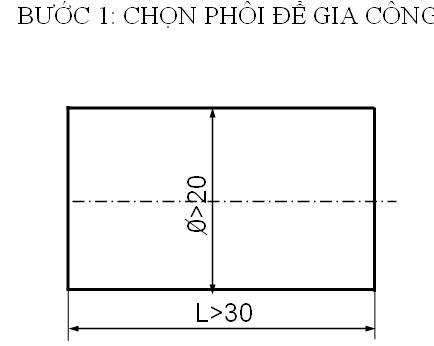 BƯỚC 1: CHỌN PHÔI ĐỂ GIA CÔNG
Ø>20
L>30